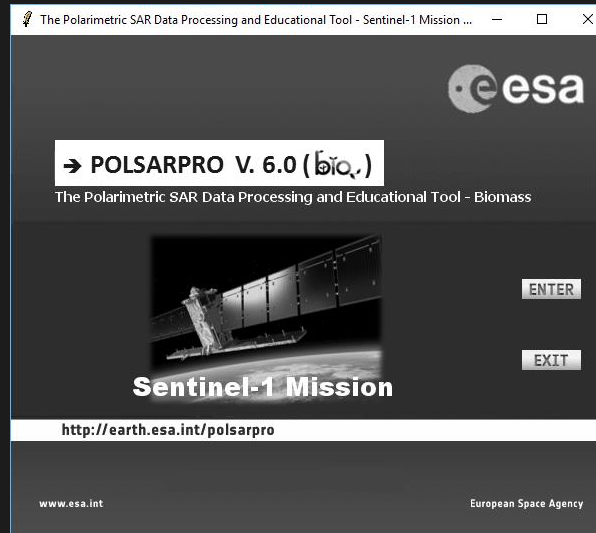 The Polarimetric SAR Data Processing and Educational Tool - Sentinel-1 Mission ...
esa
➔ POLSARPRO V. 6.0 ( bio )
The Polarimetric SAR Data Processing and Educational Tool - Biomass
ENTER
EXIT
Sentinel-1 Mission
http://earth.esa.int/polsarpro
www.esa.int
European Space Agency